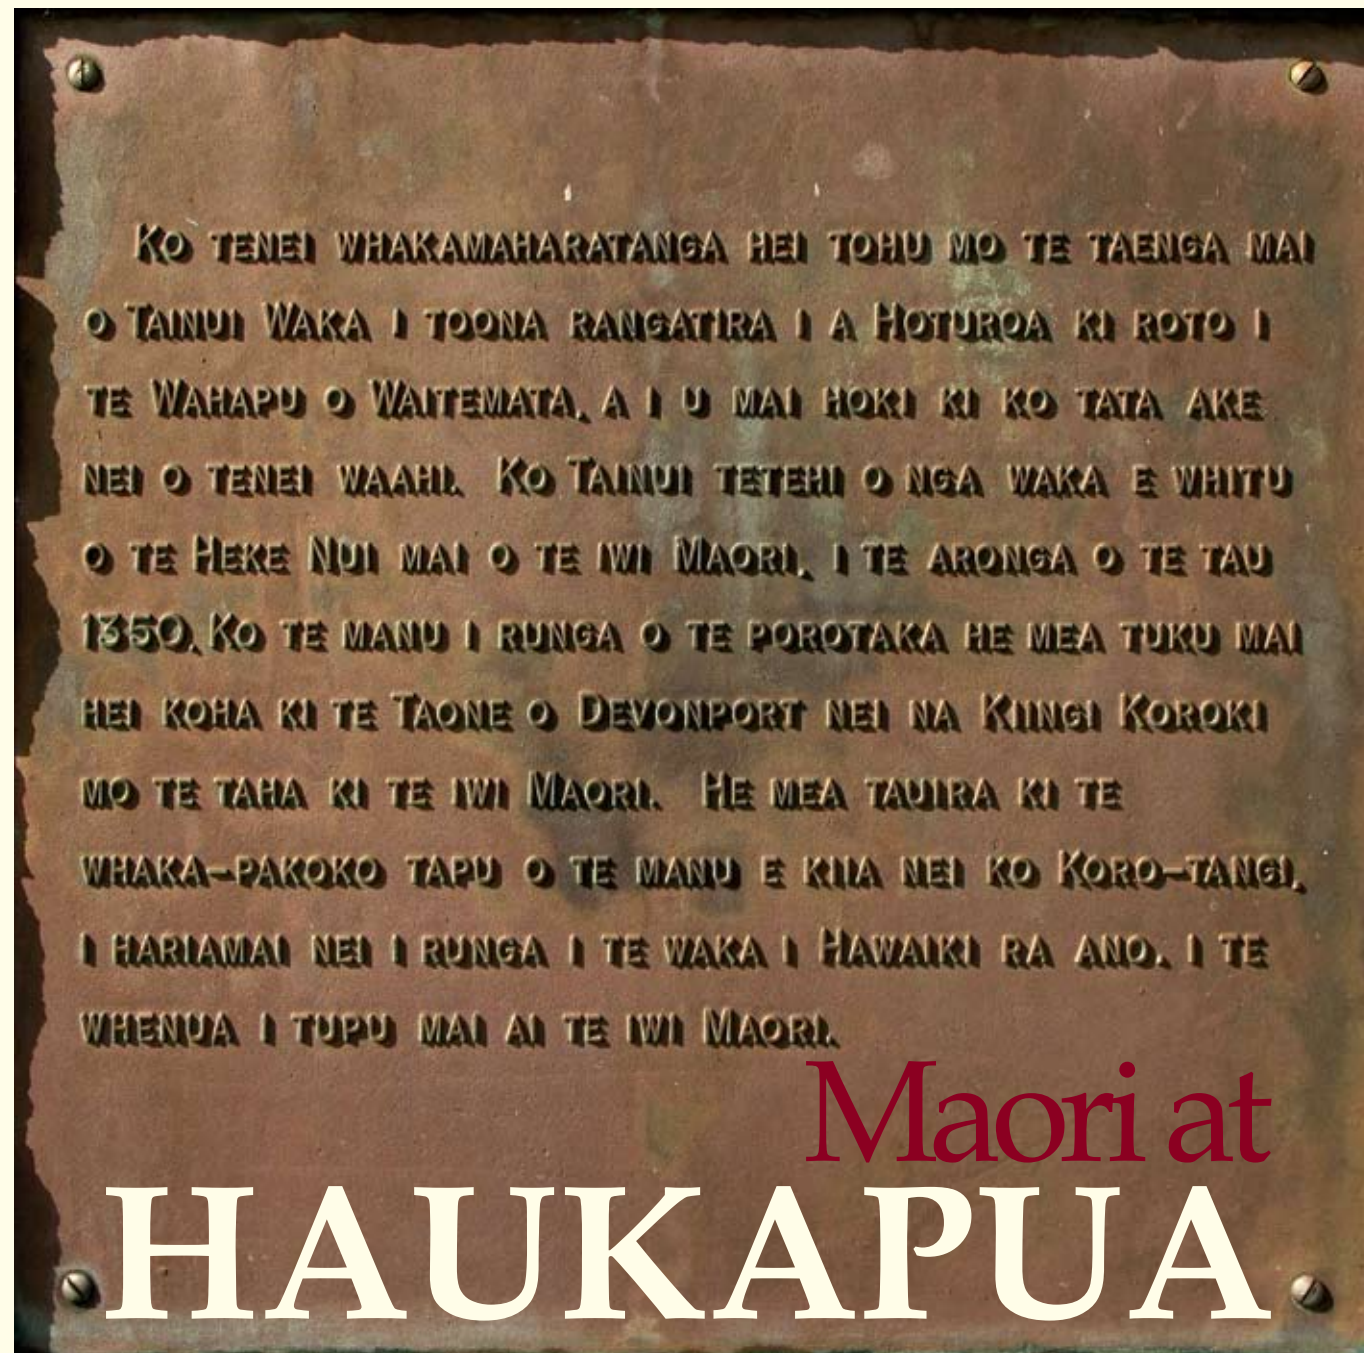 Ko tenei whakamaharatanga hei tohu mo te taenga mai
o Tainui Waka i toona rangatira i a Hoturoa ki roto i
te Wahapu o Waitemata, a i u mai hoki ki ko tata ake
nei o tenei waahi. Ko Tainui tetehi o nga waka e whitu
o te Heke Nui mai o te iwi Maori, i te aronga o te tau
1350. Ko te manu i runga o te porotaka he mea tuku mai
hei koha ki te Taone o Devonport nei na Kiingi Koroki
mo te taha ki te iwi Maori. He mea tauira ki te
whaka-pakoko tapu o te manu e kiia nei ko Koro-tangi,
i hariamai nei i runga i te waka i Hawaiki ra ano. i te
whenua i tupu mai ai te iwi Maori.
Maori at
HAUKAPUA